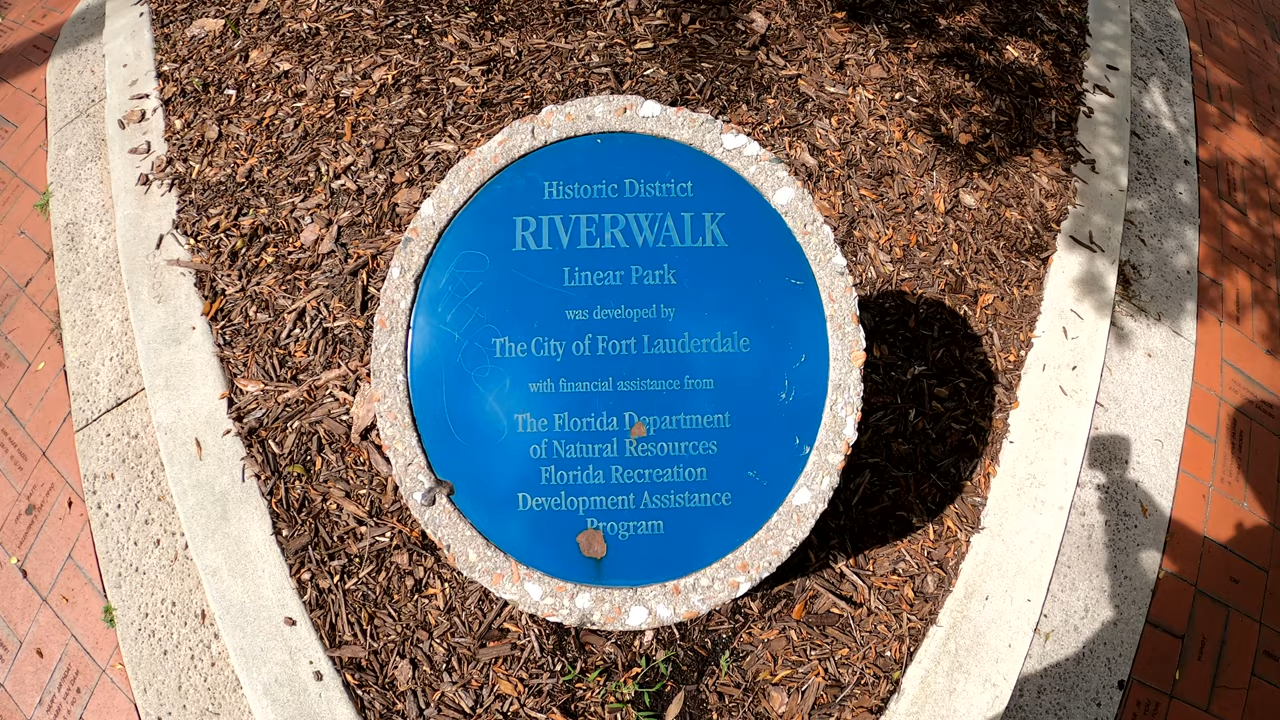 Historic District
RIVERWALK
Linear Park
was developed by
The City of Fort Lauderdale
with financial assistance from
The Florida Department
of Natural Resources
Florida Recreation
Development Assistance
Program